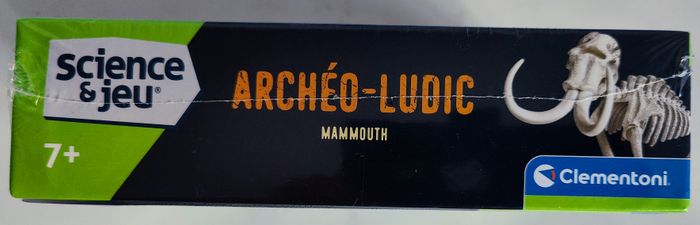 science
& jeu®
7+
ARCHÉO-LUDIC
MAMMOUTH
Clementoni®